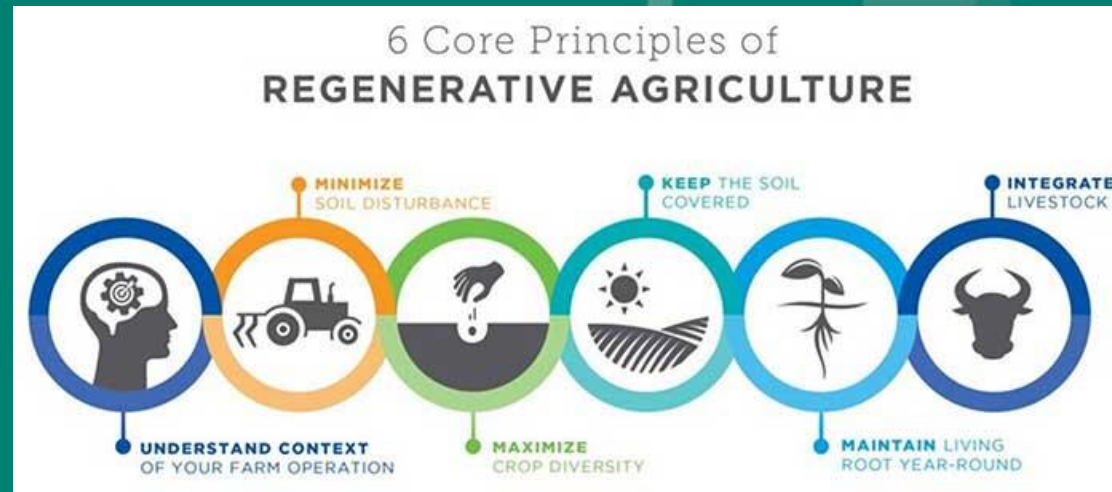 6 Core Principles of
REGENERATIVE AGRICULTURE
MINIMIZE
SOIL DISTURBANCE
KEEP THE SOIL
COVERED
INTEGRATE
LIVESTOCK
UNDERSTAND CONTEXT
OF YOUR FARM OPERATION
MAXIMIZE
CROP DIVERSITY
MAINTAIN LIVING
ROOT YEAR-ROUND